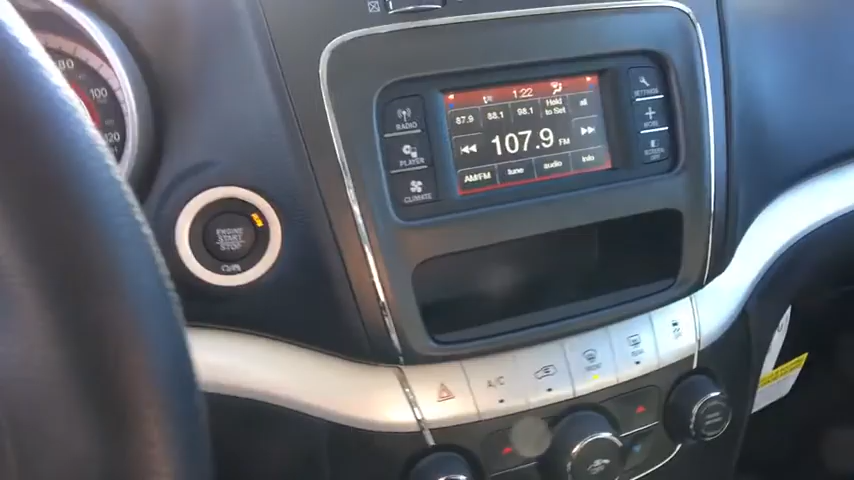 80
100
120
ENGINE
START
STOP
RUN
RADIO
PLAYER
CLIMATE
1:22
87.9
88.1
98.1
Hold
to Set
all
107.9 FM
AM/FM
tune
audio
info
SETTINGS
MORE
SCREEN
OFF
A/C